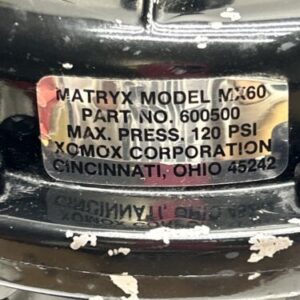 MATRYX MODEL MX60
PART NO. 600500
MAX. PRESS. 120 PSI
XOMOX CORPORATION
CINCINNATI, OHIO 45242